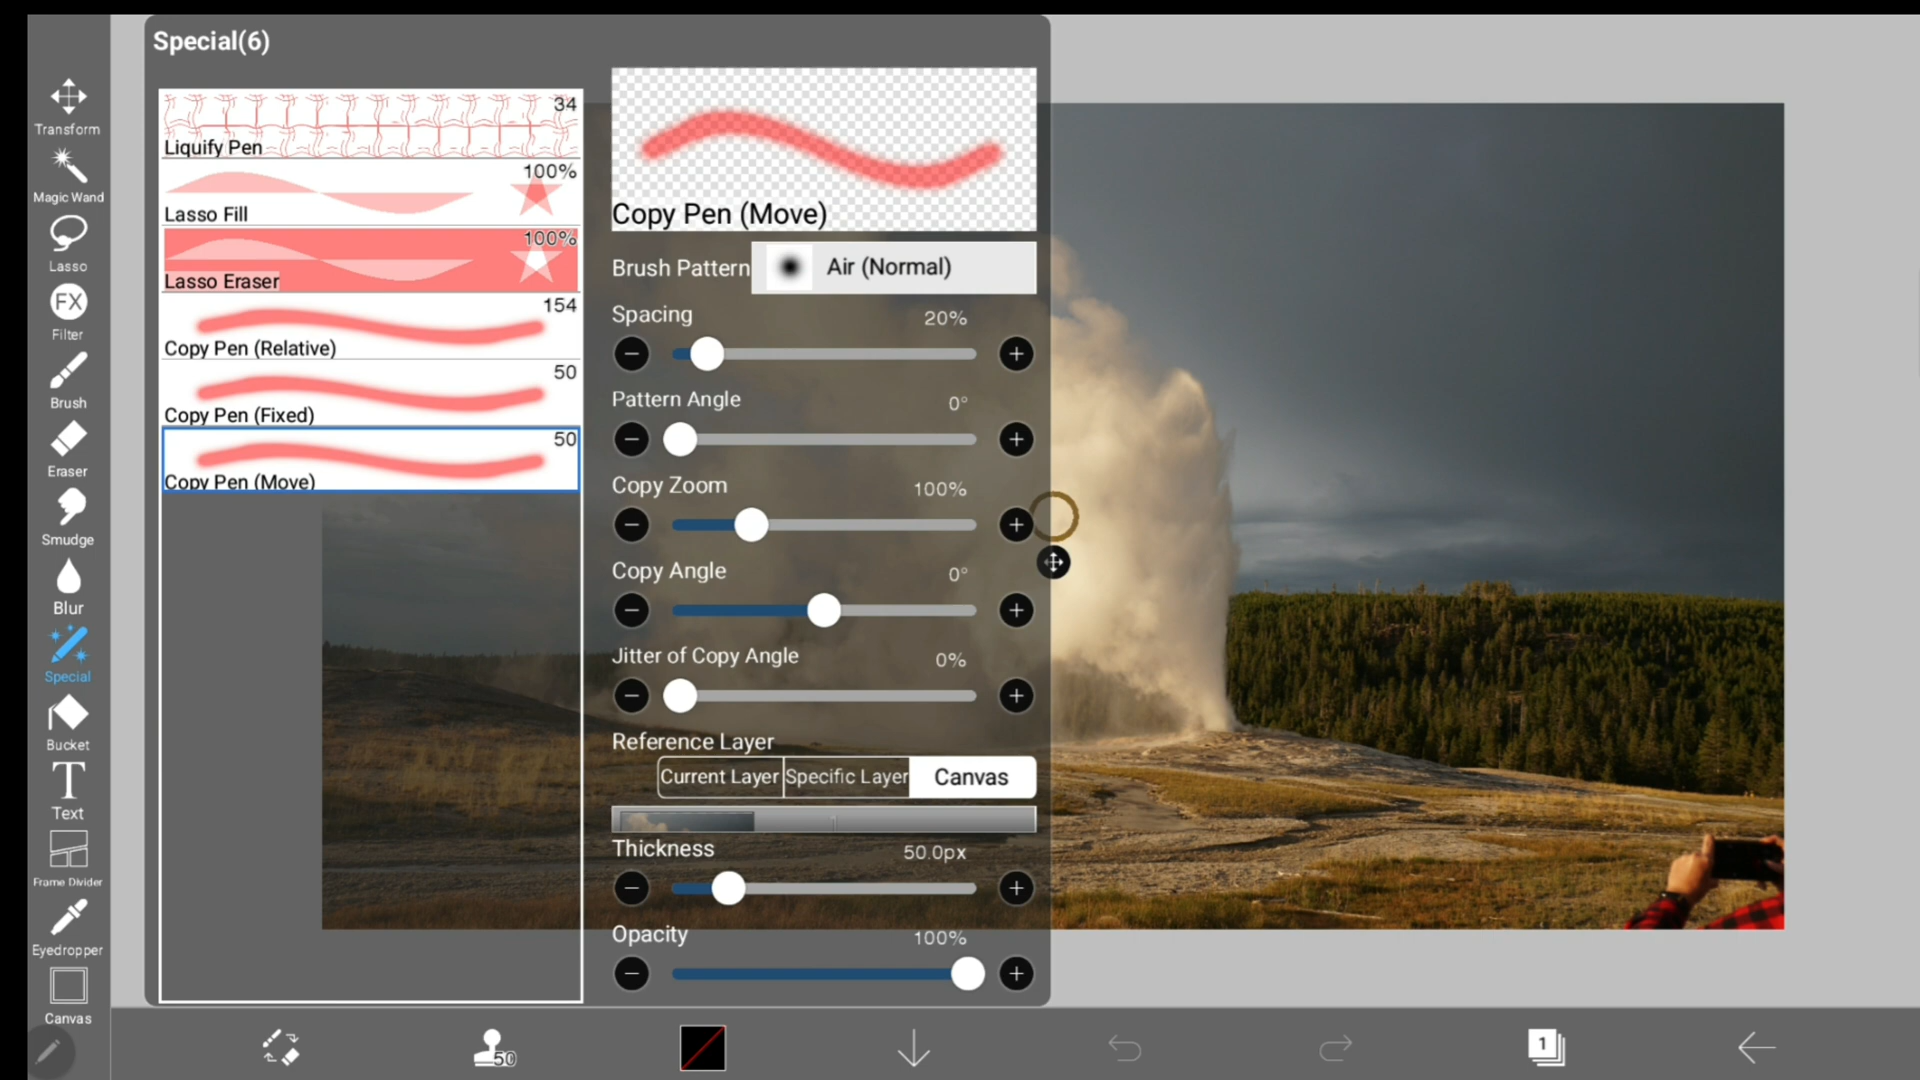 Special(6)
Transform
Magic Wand
Lasso
FX
Filter
Brush
Eraser
Smudge
Blur
Special
Bucket
T
Text
Frame Divider
Eyedropper
Canvas
34
Liquify Pen
100%
Lasso Fill
100%
Lasso Eraser
154
Copy Pen (Relative)
50
Copy Pen (Fixed)
50
Copy Pen (Move)
Copy Pen (Move)
Brush Pattern Air (Normal)
Spacing 20%
Pattern Angle 0°
Copy Zoom 100%
Copy Angle 0°
Jitter of Copy Angle 0%
Reference Layer
Current Layer Specific Layer Canvas
Thickness 50.0px
Opacity 100%
50
1